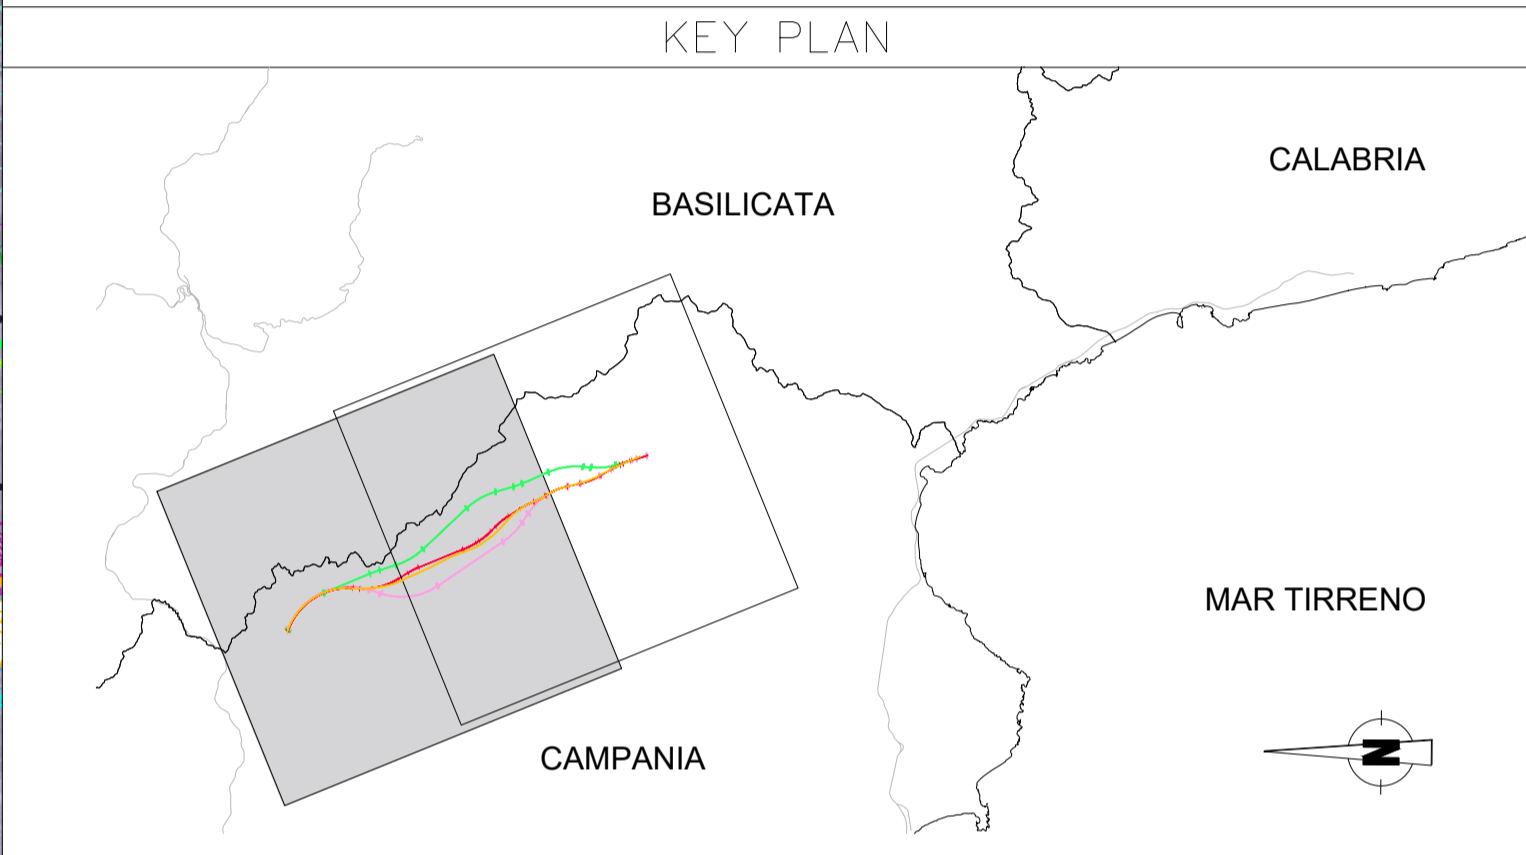 KEY PLAN
CALABRIA
BASILICATA
MAR TIRRENO
CAMPANIA
N